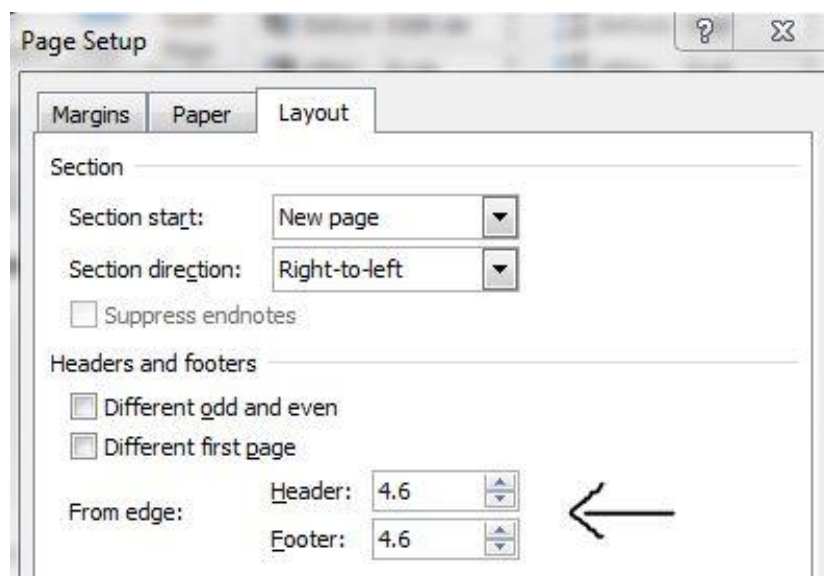 Page Setup
Margins Paper Layout
Section
Section start: New page
Section direction: Right-to-left
Suppress endnotes
Headers and footers
Different odd and even
Different first page
From edge:
Header: 4.6
Footer: 4.6